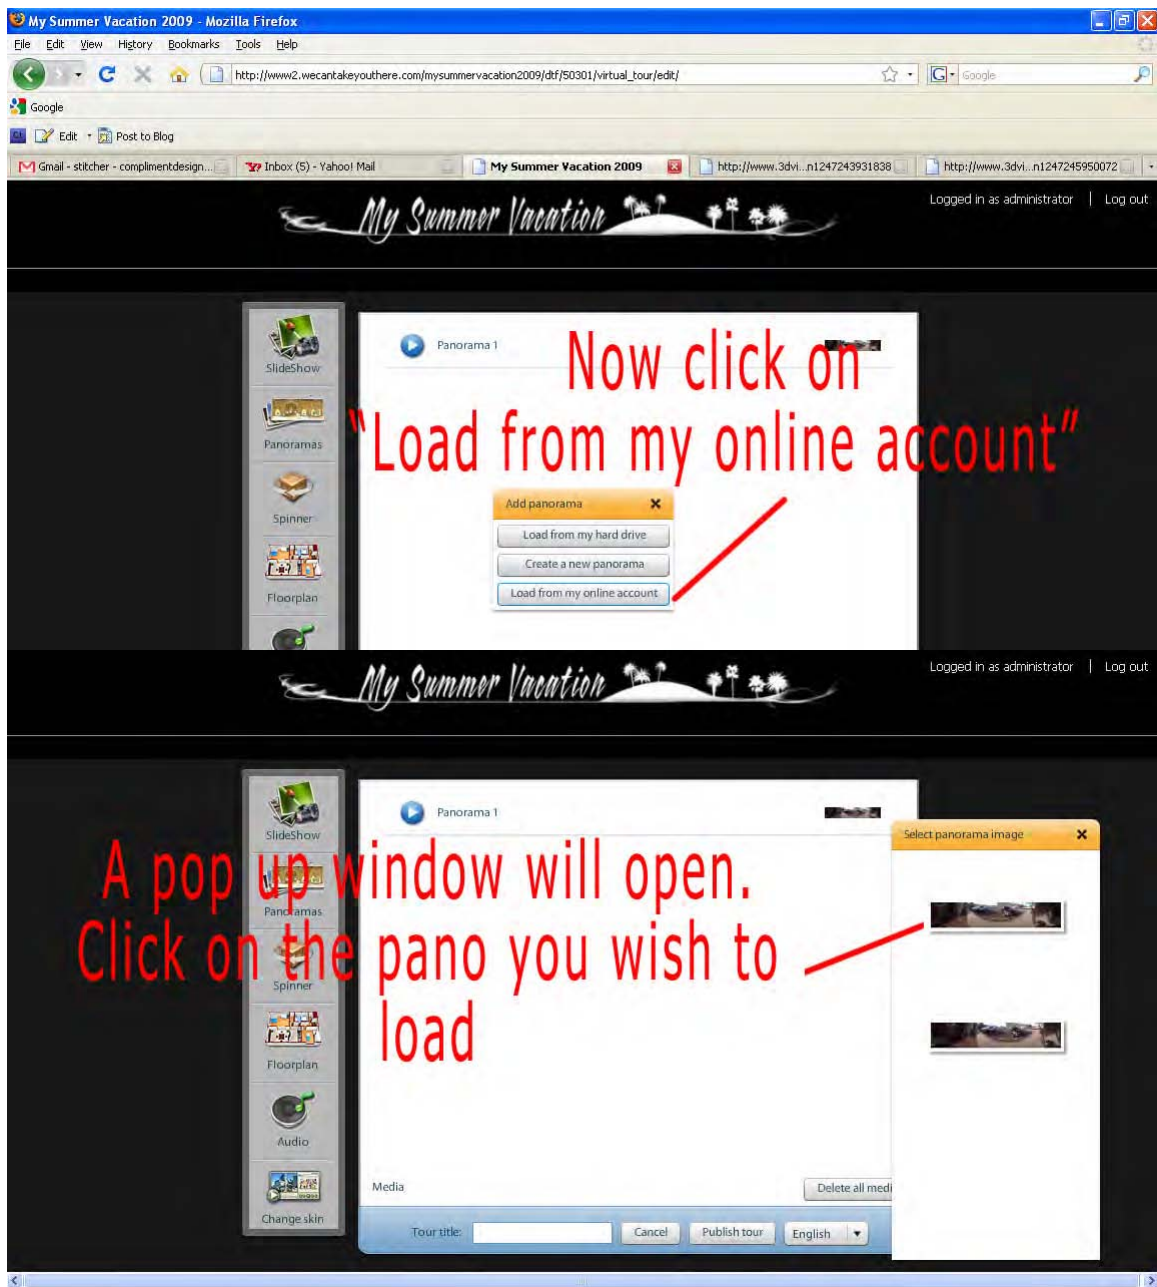 My Summer Vacation 2009 - Mozilla Firefox
File Edit View History Bookmarks Tools Help
http://www2.wecantakeyouthere.com/mysummervacation2009/dtf/50301/virtual_tour/edit/
Google
Google
Edit Post to Blog
Gmail - stitcher - complimentdesign... Inbox (5) - Yahoo! Mail My Summer Vacation 2009 http://www.3dvi...n1247243931838 http://www.3dvi...n1247245950072
My Summer Vacation
Logged in as administrator | Log out
SlideShow
Panoramas
Spinner
Floorplan
Panorama 1
Now click on
“Load from my online account”
Add panorama
Load from my hard drive
Create a new panorama
Load from my online account
My Summer Vacation
Logged in as administrator | Log out
SlideShow
Panoramas
Spinner
Floorplan
Audio
Change skin
Panorama 1
Select panorama image
A pop up window will open.
Click on the pano you wish to
load
Media
Delete all medi
Tour title:
Cancel
Publish tour
English